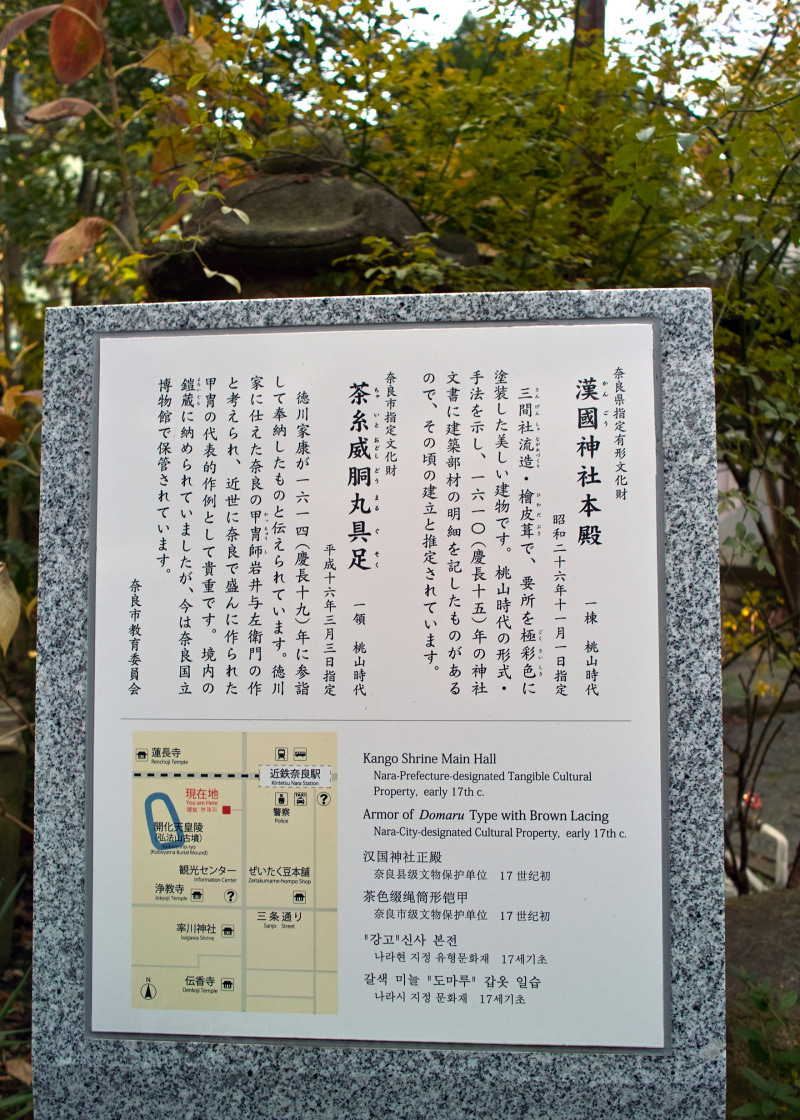 奈良県指定有形文化財
漢國神社本殿
一棟 桃山時代
昭和二十六年十一月一日指定
三間社流造・檜皮葺で、要所を極彩色に
塗装した美しい建物です。桃山時代の形式・
手法を示し、一六一〇(慶長十五)年の神社
文書に建築部材の明細を記したものがある
ので、その頃の建立と推定されています。
奈良市指定文化財
茶糸威胴丸具足
一領 桃山時代
平成十六年三月三日指定
徳川家康が一六一四(慶長十九)年に参詣
して奉納したものと伝えられています。徳川
家に仕えた奈良の甲冑師岩井与左衛門の作
と考えられ、近世に奈良で盛んに作られた
甲冑の代表的作例として貴重です。境内の
鎧蔵に納められていましたが、今は奈良国立
博物館で保管されています。
奈良市教育委員会
蓮長寺
Renchoji Temple
近鉄奈良駅
Kintetsu Nara Station
現在地
You are Here
現址 현재지
警察
Police
開化天皇陵
(弘法山古墳)
観光センター
Information Center
ぜいたく豆本舗
Zeitakumame-hompo Shop
浄教寺
Jokyoji Temple
三条通り
Sanjo Street
率川神社
Isagawa Shrine
伝香寺
Denkoji Temple
N
Kango Shrine Main Hall
Nara-Prefecture-designated Tangible Cultural
Property, early 17th c.
Armor of Domaru Type with Brown Lacing
Nara-City-designated Cultural Property, early 17th c.
汉国神社正殿
奈良县级文物保护单位 17世纪初
茶色缀绳筒形铠甲
奈良市级文物保护单位 17世纪初
"강고"신사 본전
나라현 지정 유형문화재 17세기초
갈색 미늘 "도마루" 갑옷 일습
나라시 지정 문화재 17세기초